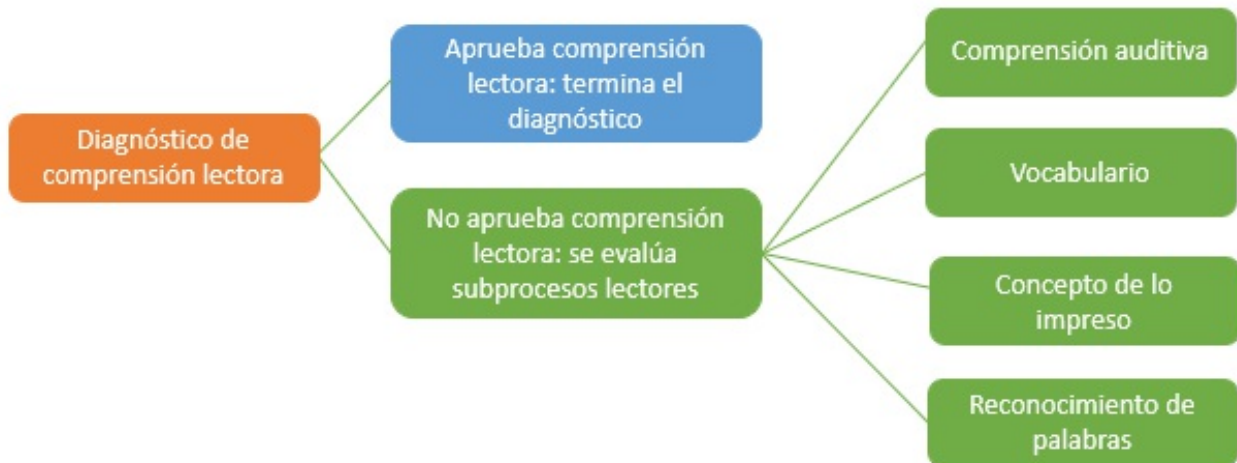 Diagnóstico de
comprensión lectora
Aprueba comprensión
lectora: termina el
diagnóstico
No aprueba comprensión
lectora: se evalúa
subprocesos lectores
Comprensión auditiva
Vocabulario
Concepto de lo
impreso
Reconocimiento de
palabras